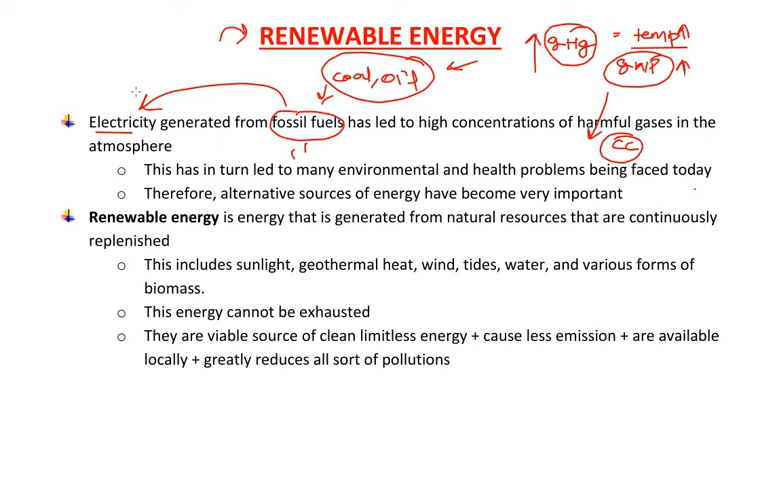 RENEWABLE ENERGY
↑ gHg = temp↑
coal, oil
gWP ↑
Electricity generated from fossil fuels has led to high concentrations of harmful gases in the
atmosphere
CC
o This has in turn led to many environmental and health problems being faced today
o Therefore, alternative sources of energy have become very important
Renewable energy is energy that is generated from natural resources that are continuously
replenished
o This includes sunlight, geothermal heat, wind, tides, water, and various forms of
biomass.
o This energy cannot be exhausted
o They are viable source of clean limitless energy + cause less emission + are available
locally + greatly reduces all sort of pollutions